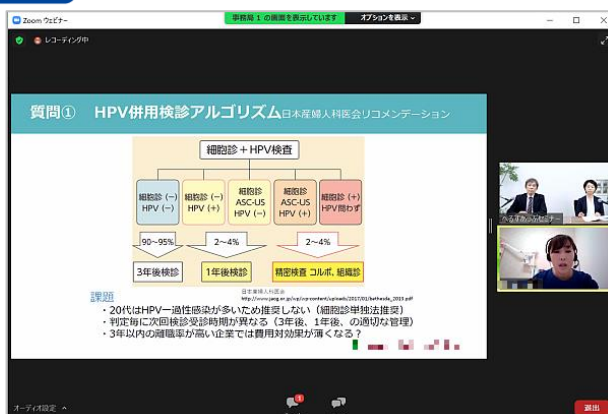 Zoom ウェビナー
事務局 1 の画面を表示しています
オプションを表示
レコーディング中
質問① HPV併用検診アルゴリズム日本産婦人科医会リコメンデーション
細胞診＋HPV検査
細胞診（−）
HPV（−）
細胞診（−）
HPV（+）
細胞診
ASC-US
HPV（−）
細胞診
ASC-US
HPV（+）
細胞診（+）
HPV問わず
90～95%
2～4%
2～4%
3年後検診
1年後検診
精密検査 コルポ、組織診
日本産婦人科医会
課題
・20代はHPV一過性感染が多いため推奨しない（細胞診単独法推奨）
・判定毎に次回検診受診時期が異なる（3年後、1年後、の適切な管理）
・3年以内の離職率が高い企業では費用対効果が薄くなる？
オーディオ設定
退出